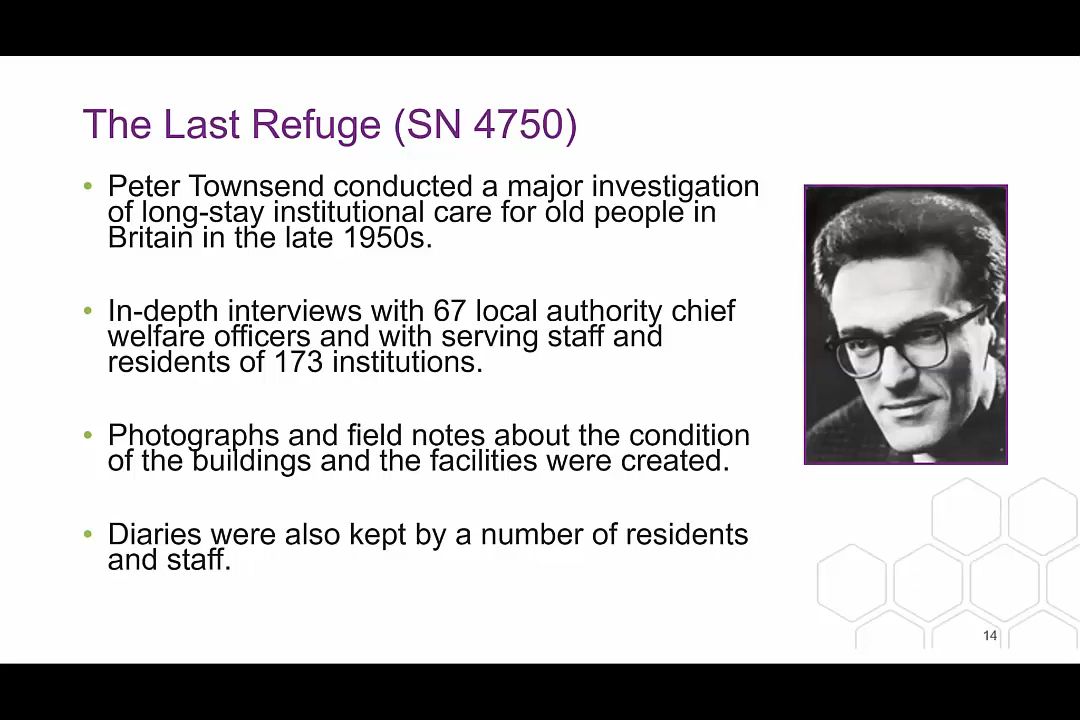 The Last Refuge (SN 4750)
• Peter Townsend conducted a major investigation
of long-stay institutional care for old people in
Britain in the late 1950s.
• In-depth interviews with 67 local authority chief
welfare officers and with serving staff and
residents of 173 institutions.
• Photographs and field notes about the condition
of the buildings and the facilities were created.
• Diaries were also kept by a number of residents
and staff.
14